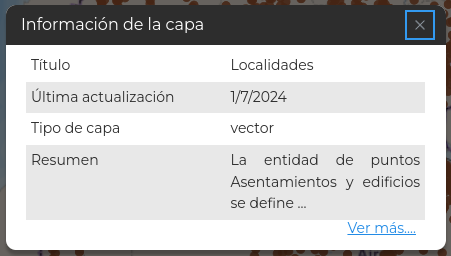 Información de la capa
Título Localidades
Última actualización 1/7/2024
Tipo de capa vector
Resumen La entidad de puntos
Asentamientos y edificios
se define ...
Ver más....